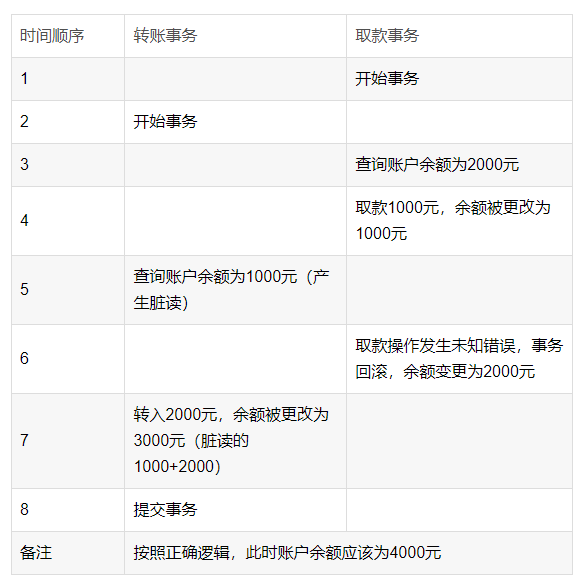 时间顺序 转账事务 取款事务
1 开始事务
2 开始事务
3 查询账户余额为2000元
4 取款1000元，余额被更改为
1000元
5 查询账户余额为1000元（产
生脏读）
6 取款操作发生未知错误，事务
回滚，余额变更为2000元
7 转入2000元，余额被更改为
3000元（脏读的
1000+2000）
8 提交事务
备注 按照正确逻辑，此时账户余额应该为4000元